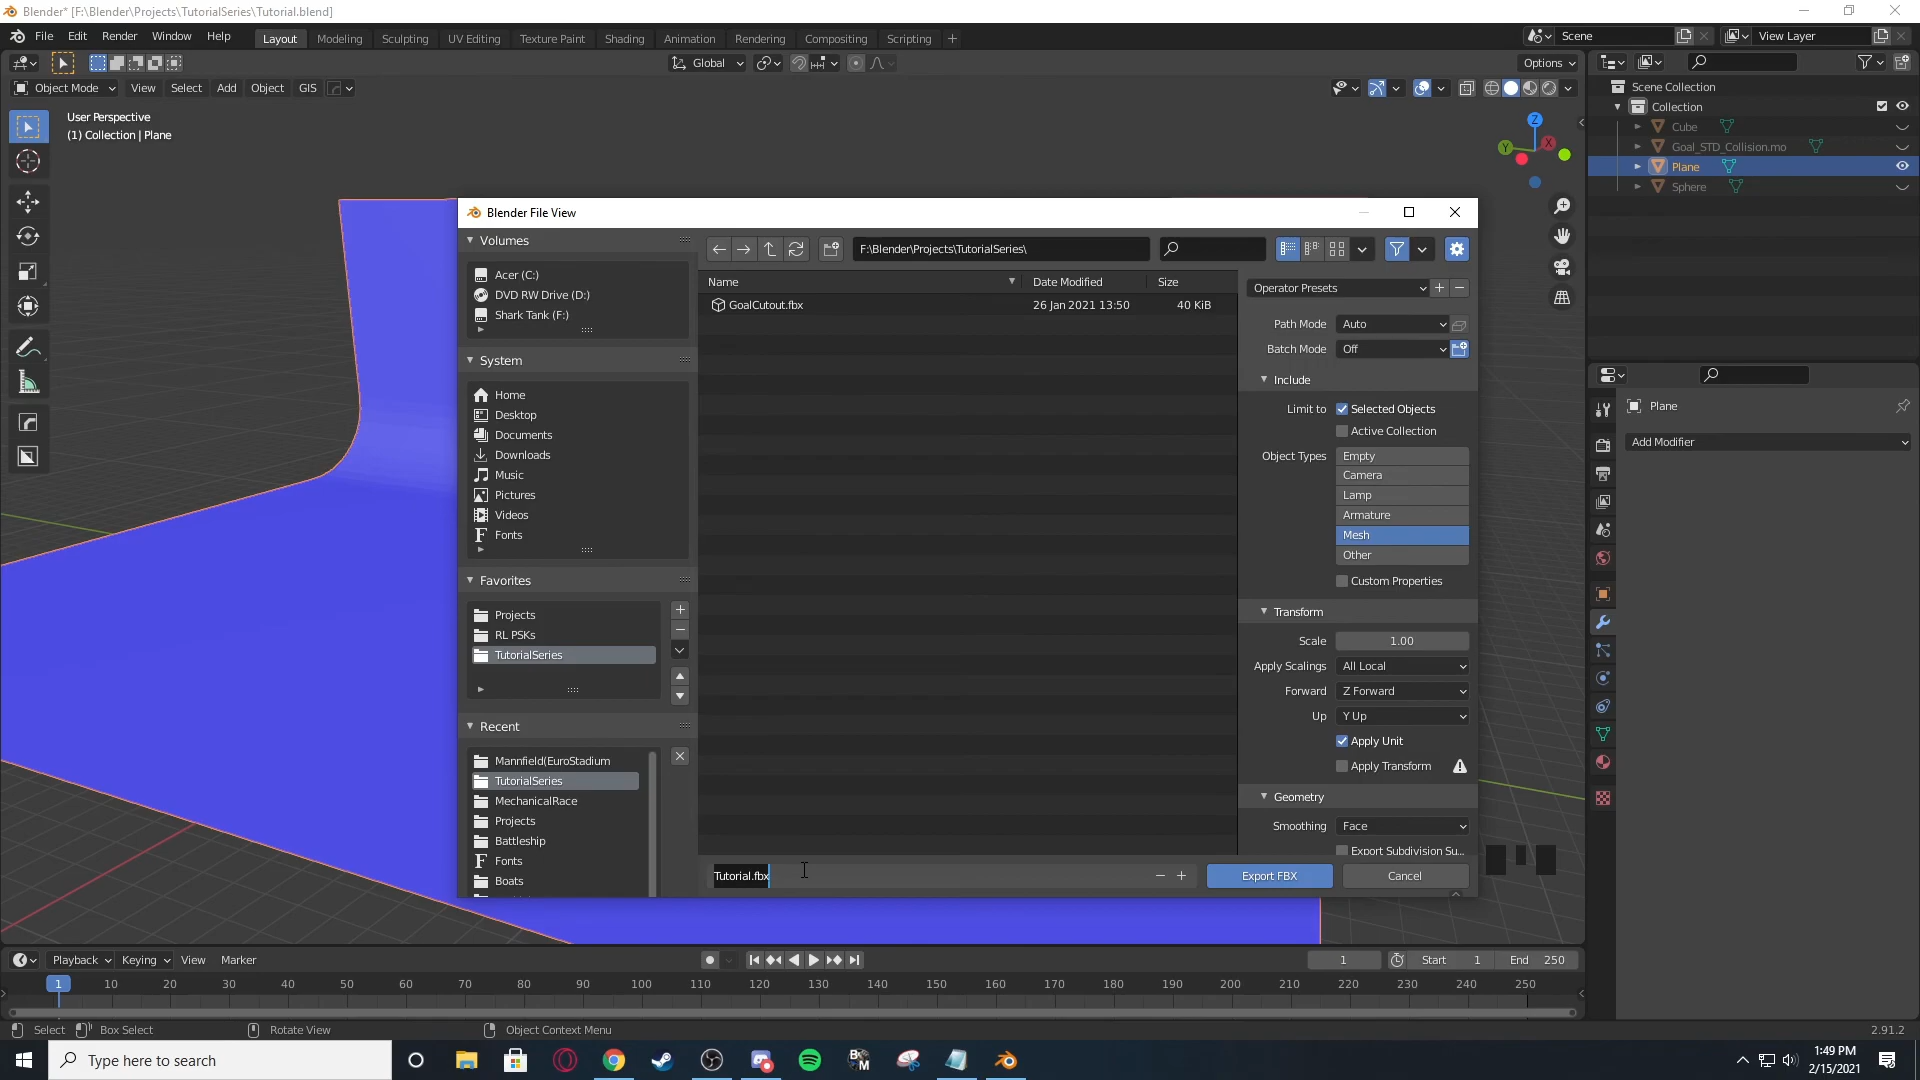 Blender* [F:\Blender\Projects\TutorialSeries\Tutorial.blend]
File Edit Render Window Help Layout Modeling Sculpting UV Editing Texture Paint Shading Animation Rendering Compositing Scripting + Scene View Layer
Global Options
Object Mode View Select Add Object GIS
User Perspective
(1) Collection | Plane
Z
Y
X
Scene Collection
Collection
Cube
Goal_STD_Collision.mo
Plane
Sphere
Plane
Add Modifier
Blender File View
Volumes
Acer (C:)
DVD RW Drive (D:)
Shark Tank (F:)
System
Home
Desktop
Documents
Downloads
Music
Pictures
Videos
Fonts
Favorites
Projects
RL PSKs
TutorialSeries
Recent
Mannfield(EuroStadium
TutorialSeries
MechanicalRace
Projects
Battleship
Fonts
Boats
F:\Blender\Projects\TutorialSeries\
Name Date Modified Size
GoalCutout.fbx 26 Jan 2021 13:50 40 KiB
Operator Presets
Path Mode Auto
Batch Mode Off
Include
Limit to Selected Objects
Active Collection
Object Types Empty
Camera
Lamp
Armature
Mesh
Other
Custom Properties
Transform
Scale 1.00
Apply Scalings All Local
Forward Z Forward
Up Y Up
Apply Unit
Apply Transform
Geometry
Smoothing Face
Export Subdivision Su...
Tutorial.fbx
Export FBX Cancel
Playback Keying View Marker 1 Start 1 End 250
1 10 20 30 40 50 60 70 80 90 100 110 120 130 140 150 160 170 180 190 200 210 220 230 240 250
Select Box Select Rotate View Object Context Menu 2.91.2
Type here to search
1:49 PM
2/15/2021